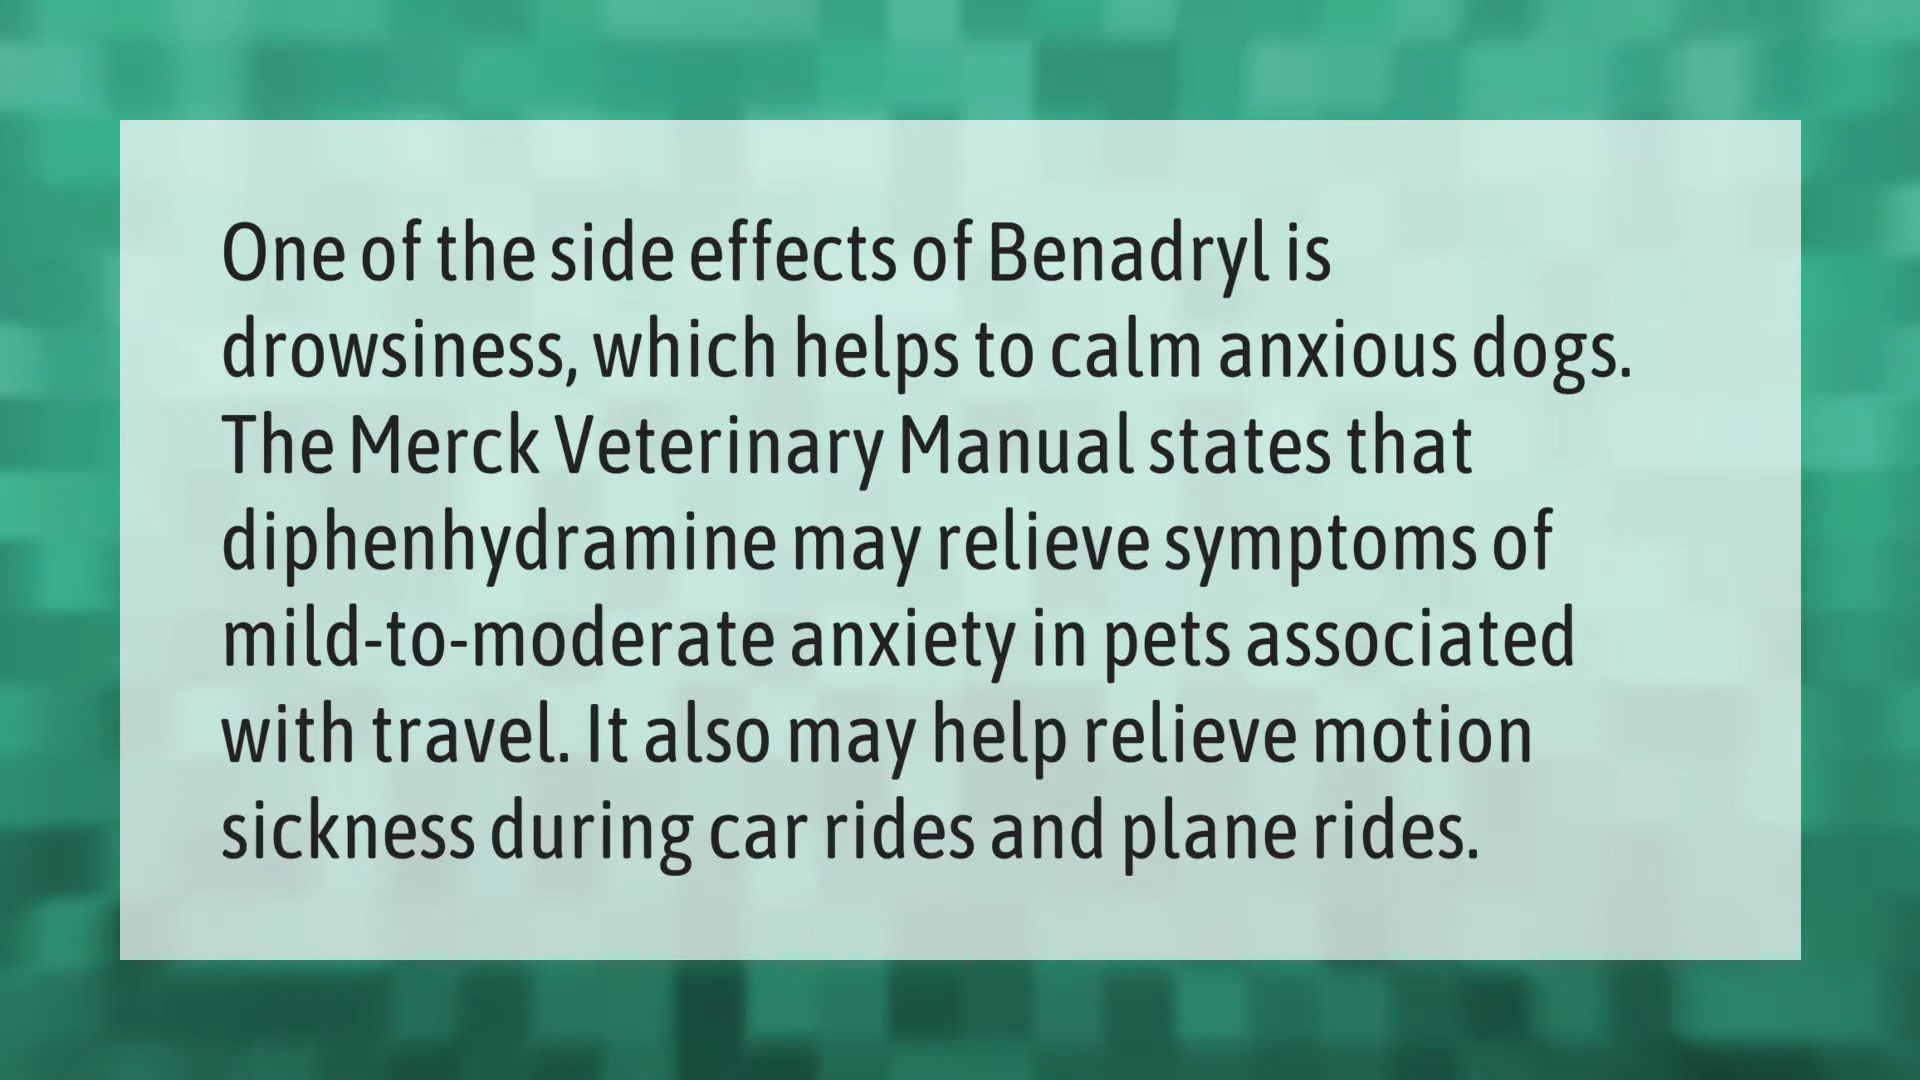 One of the side effects of Benadryl is
drowsiness, which helps to calm anxious dogs.
The Merck Veterinary Manual states that
diphenhydramine may relieve symptoms of
mild-to-moderate anxiety in pets associated
with travel. It also may help relieve motion
sickness during car rides and plane rides.